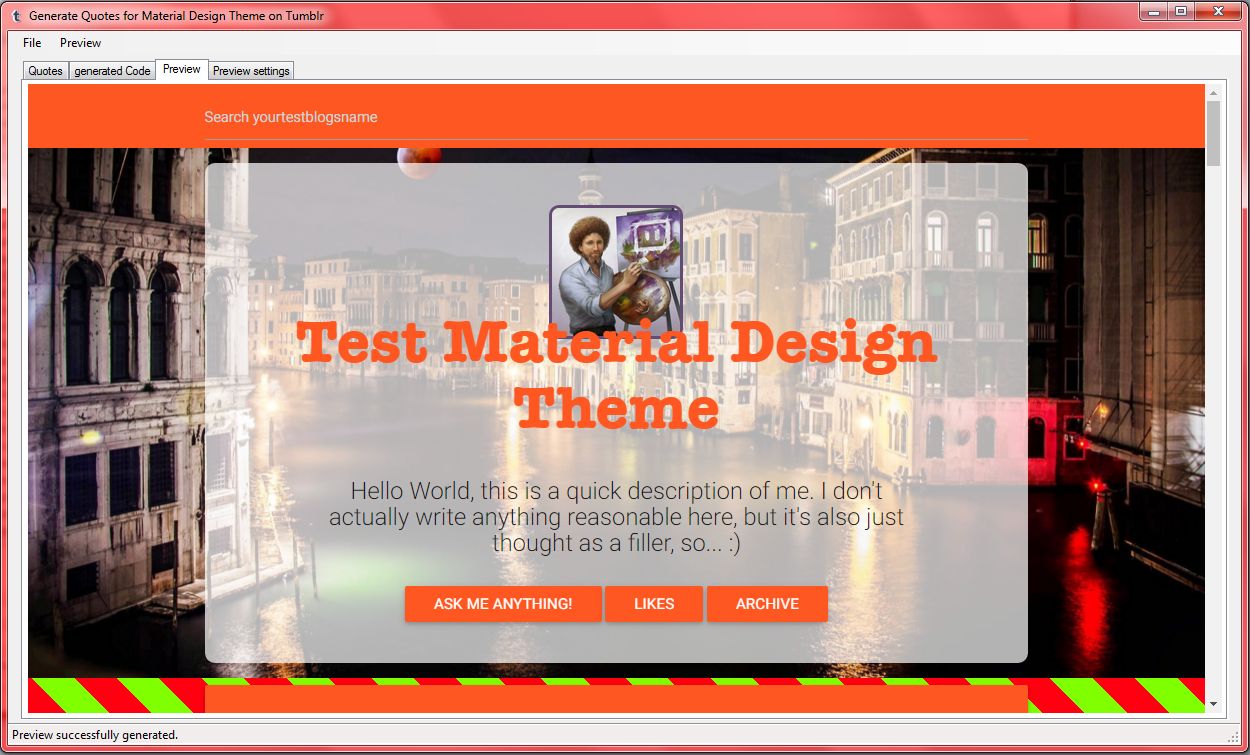 t Generate Quotes for Material Design Theme on Tumblr
File Preview
Quotes generated Code Preview Preview settings
Search yourtestblogsname
Test Material Design
Theme
Hello World, this is a quick description of me. I don't
actually write anything reasonable here, but it's also just
thought as a filler, so... :)
ASK ME ANYTHING! LIKES ARCHIVE
Preview successfully generated.